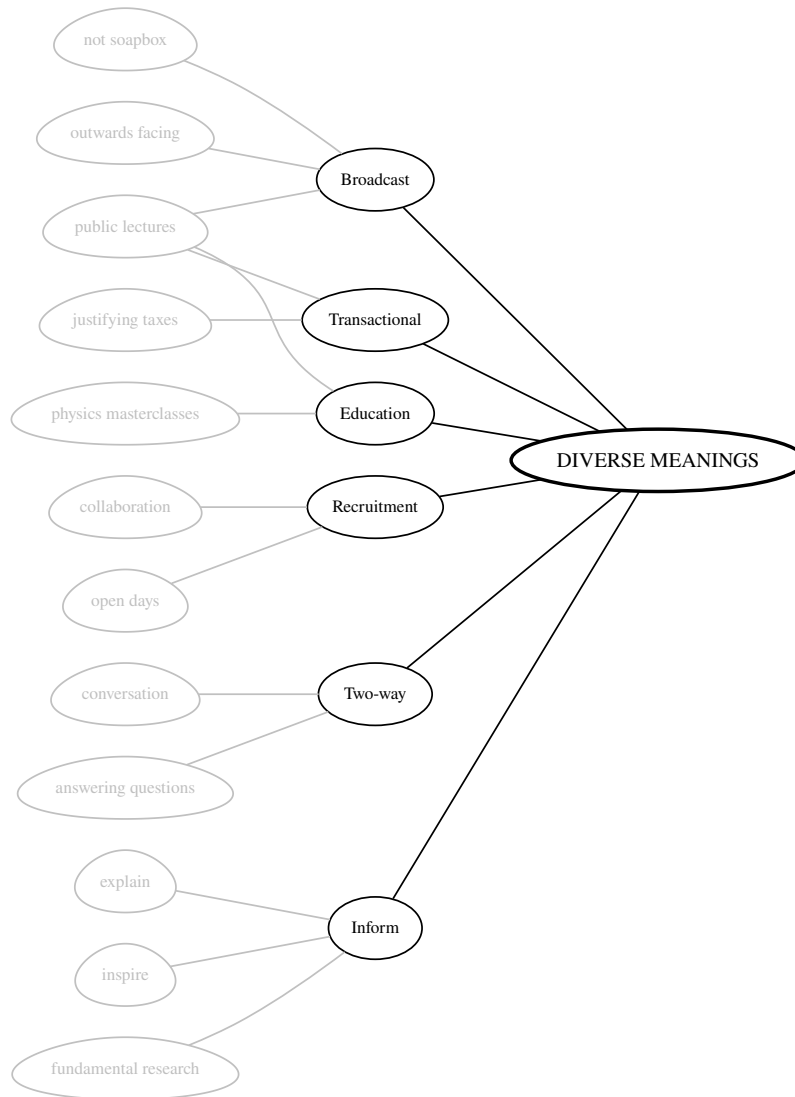 not soapbox
outwards facing
Broadcast
public lectures
justifying taxes
Transactional
physics masterclasses
Education
DIVERSE MEANINGS
collaboration
Recruitment
open days
conversation
Two-way
answering questions
explain
Inform
inspire
fundamental research